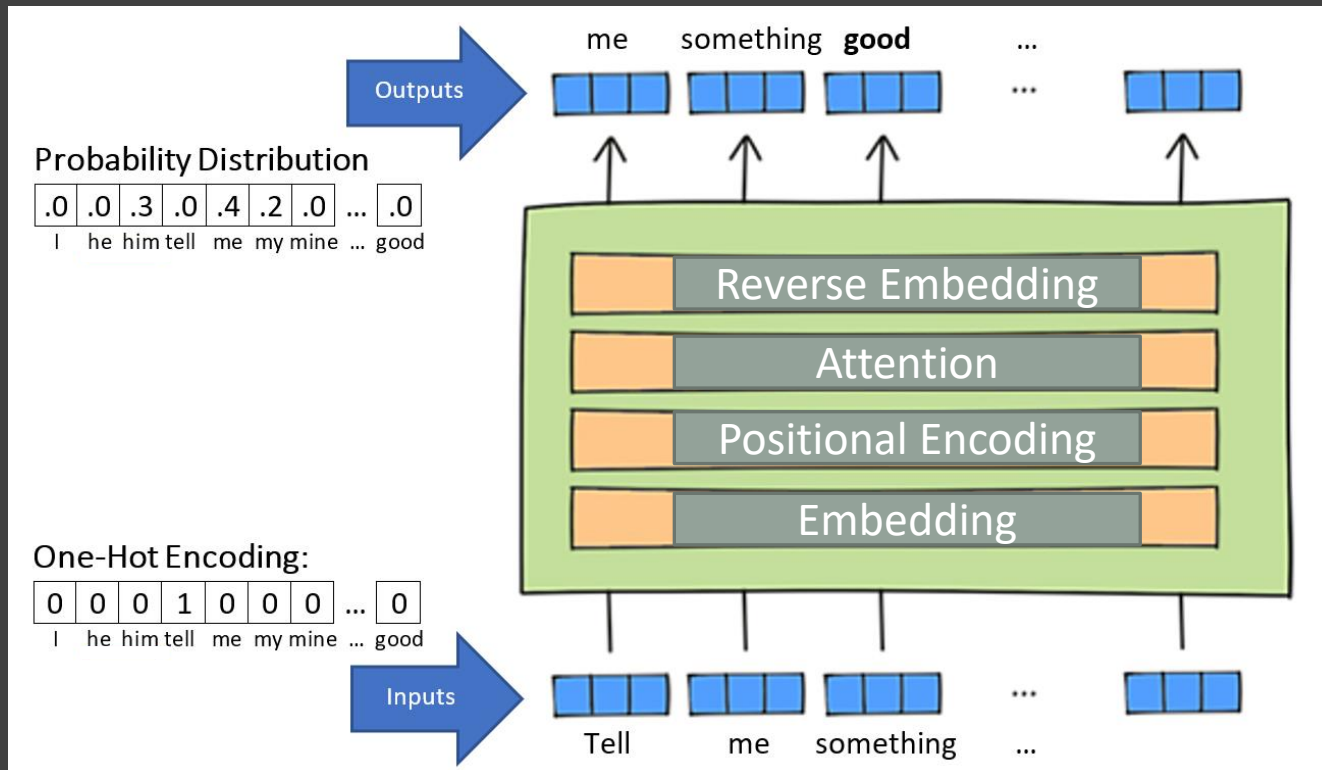 me something good ...
Outputs
...
Probability Distribution
.0 .0 .3 .0 .4 .2 .0 ... .0
I he him tell me my mine ... good
Reverse Embedding
Attention
Positional Encoding
Embedding
One-Hot Encoding:
0 0 0 1 0 0 0 ... 0
I he him tell me my mine ... good
Inputs
...
Tell me something ...